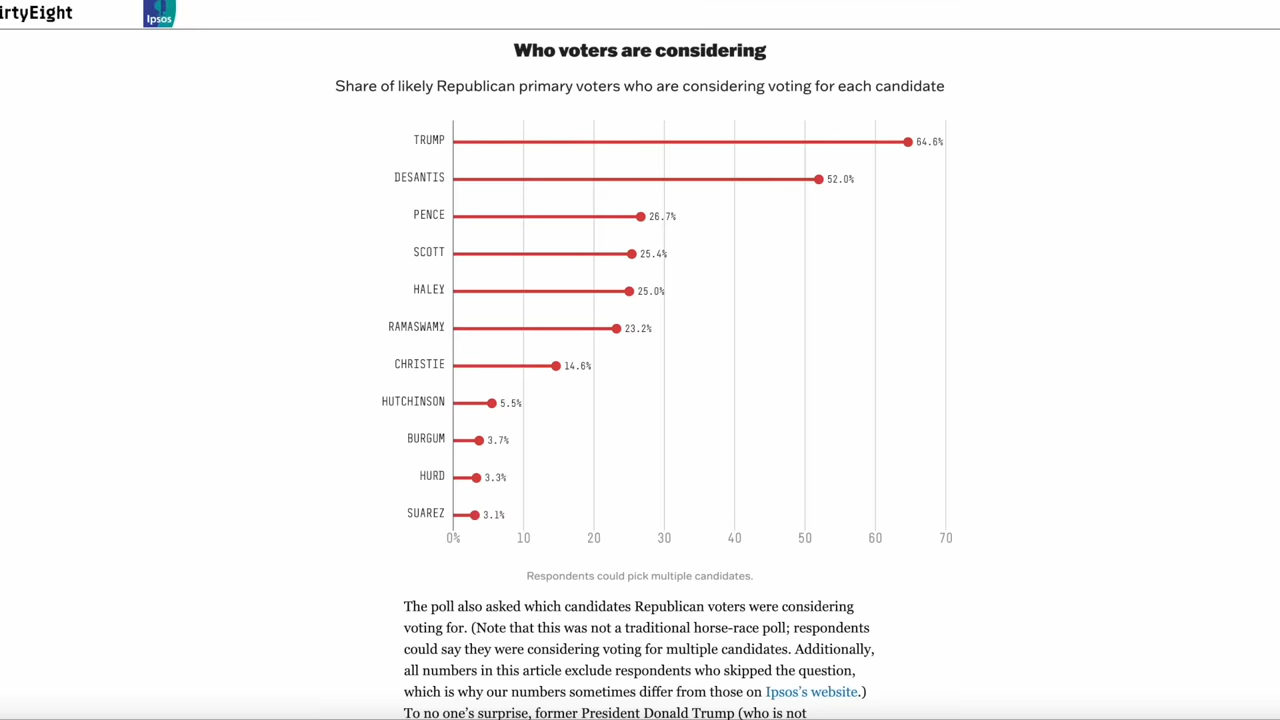 irtyEight
Ipsos
Who voters are considering
Share of likely Republican primary voters who are considering voting for each candidate
TRUMP 64.6%
DESANTIS 52.0%
PENCE 26.7%
SCOTT 25.4%
HALEY 25.0%
RAMASWAMY 23.2%
CHRISTIE 14.6%
HUTCHINSON 5.5%
BURGUM 3.7%
HURD 3.3%
SUAREZ 3.1%
0% 10 20 30 40 50 60 70
Respondents could pick multiple candidates.
The poll also asked which candidates Republican voters were considering
voting for. (Note that this was not a traditional horse-race poll; respondents
could say they were considering voting for multiple candidates. Additionally,
all numbers in this article exclude respondents who skipped the question,
which is why our numbers sometimes differ from those on Ipsos’s website.)
To no one’s surprise, former President Donald Trump (who is not